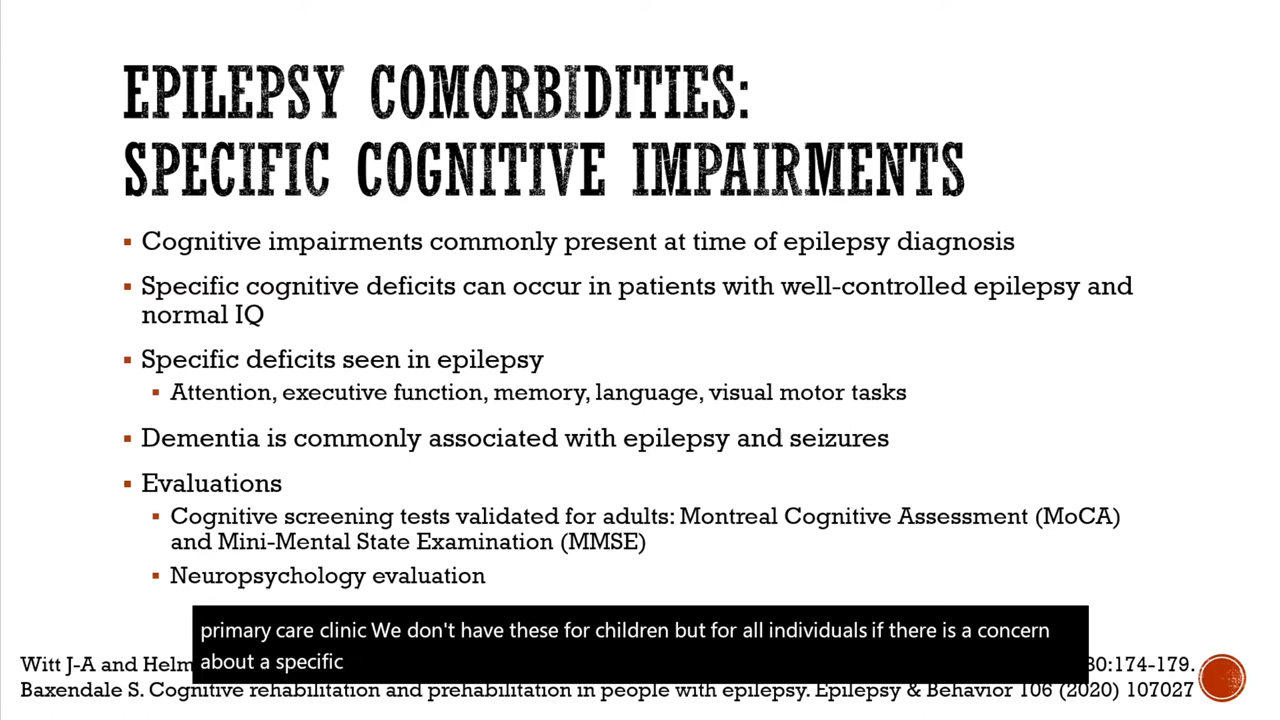 EPILEPSY COMORBIDITIES:
SPECIFIC COGNITIVE IMPAIRMENTS
▪ Cognitive impairments commonly present at time of epilepsy diagnosis
▪ Specific cognitive deficits can occur in patients with well-controlled epilepsy and
normal IQ
▪ Specific deficits seen in epilepsy
▪ Attention, executive function, memory, language, visual motor tasks
▪ Dementia is commonly associated with epilepsy and seizures
▪ Evaluations
▪ Cognitive screening tests validated for adults: Montreal Cognitive Assessment (MoCA)
and Mini-Mental State Examination (MMSE)
▪ Neuropsychology evaluation
primary care clinic We don't have these for children but for all individuals if there is a concern
about a specific
Witt J-A and :174-179.
Baxendale S. Cognitive rehabilitation and prehabilitation in people with epilepsy. Epilepsy & Behavior 106 (2020) 107027